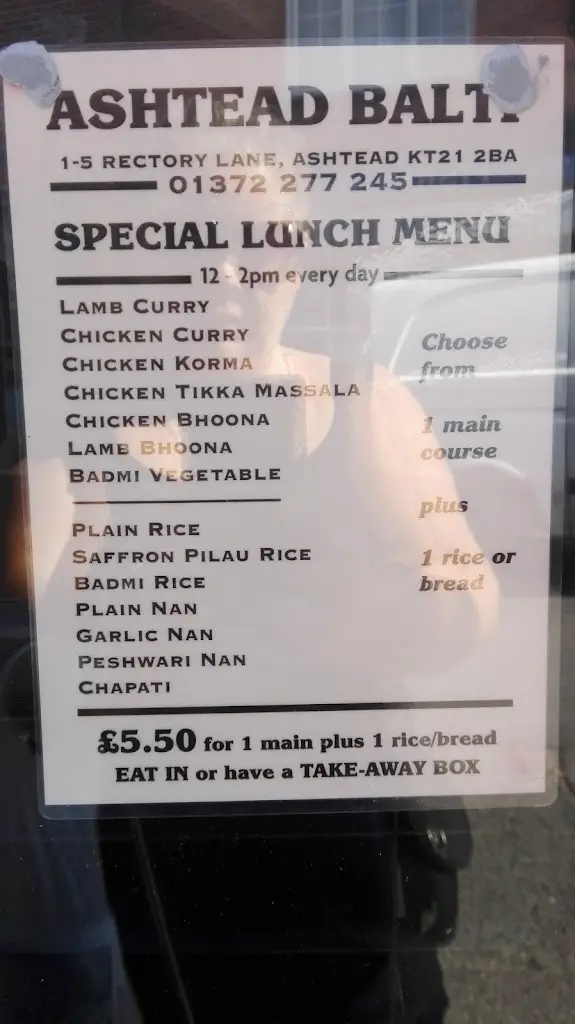 ASHTEAD BALTI
1-5 RECTORY LANE, ASHTEAD KT21 2BA
01372 277 245
SPECIAL LUNCH MENU
12 - 2pm every day
LAMB CURRY
CHICKEN CURRY
CHICKEN KORMA
CHICKEN TIKKA MASSALA
CHICKEN BHOONA
LAMB BHOONA
BADMI VEGETABLE
PLAIN RICE
SAFFRON PILAU RICE
BADMI RICE
PLAIN NAN
GARLIC NAN
PESHWARI NAN
CHAPATI
Choose
from
1 main
course
plus
1 rice or
bread
£5.50 for 1 main plus 1 rice/bread
EAT IN or have a TAKE-AWAY BOX